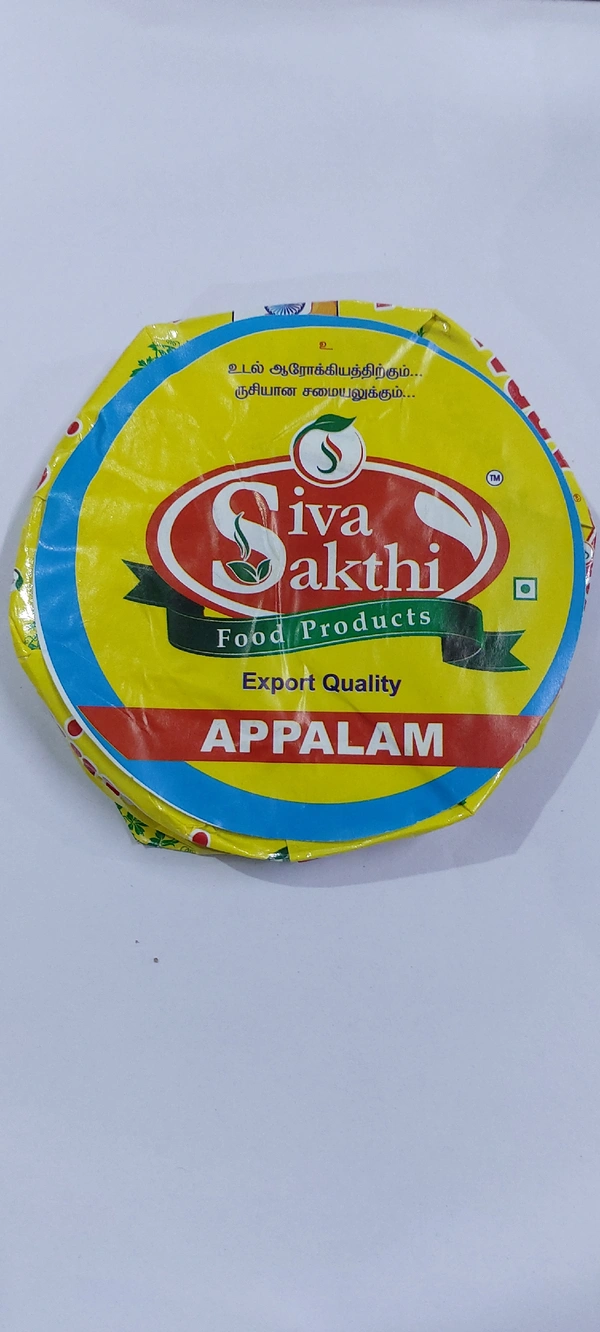 உ
உடல் ஆரோக்கியத்திற்கும்...
ருசியான சமையலுக்கும்...
TM
Siva
Sakthi
Food Products
Export Quality
APPALAM